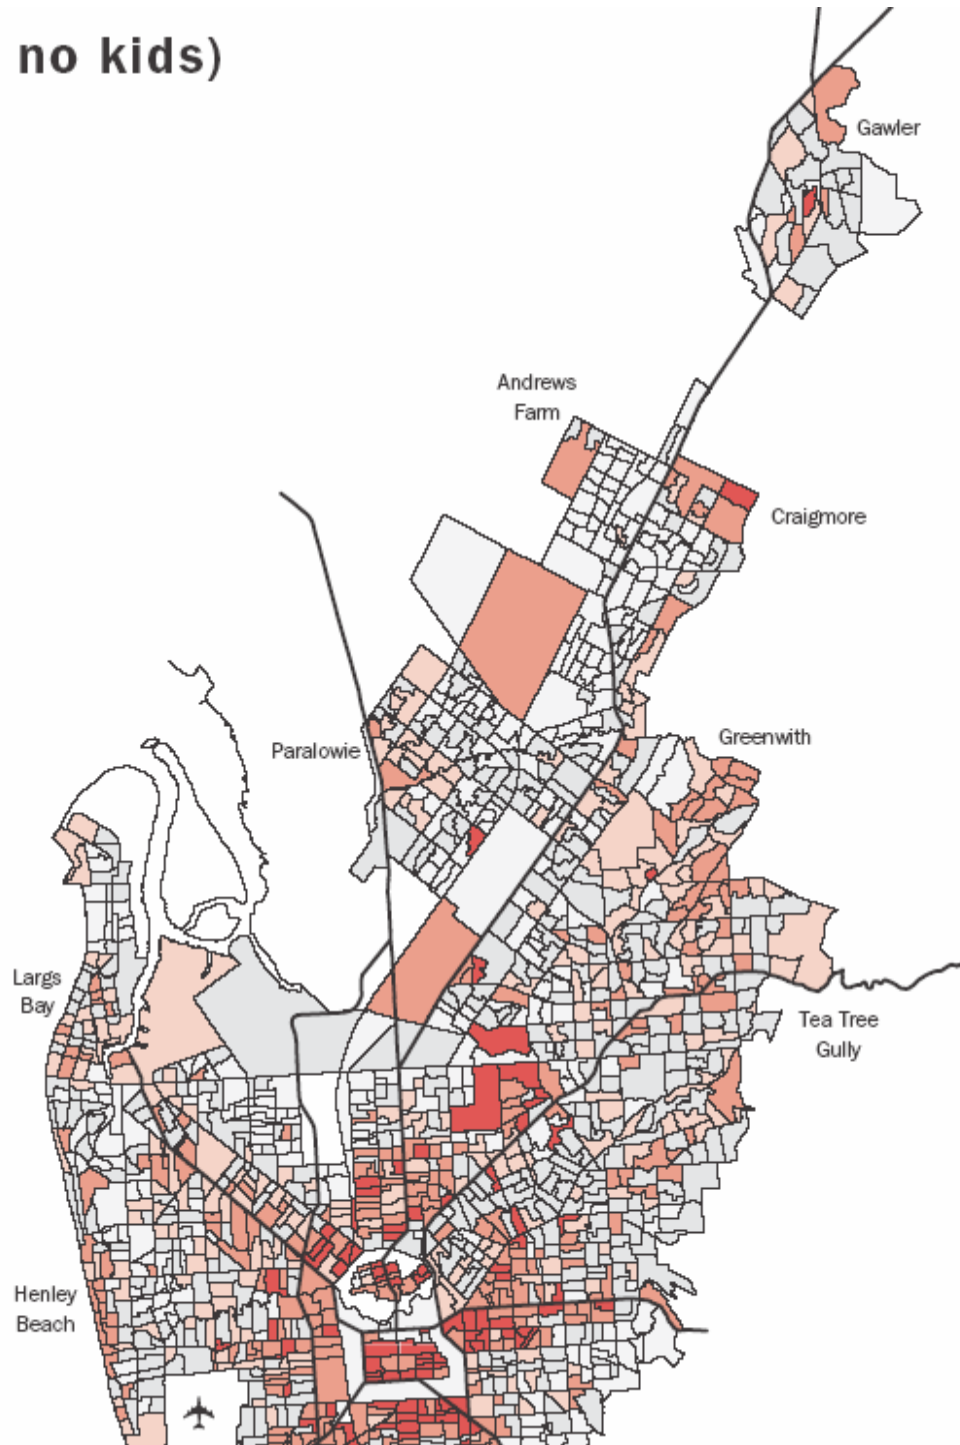 no kids)
Gawler
Andrews
Farm
Craigmore
Greenwith
Paralowie
Largs
Bay
Tea Tree
Gully
Henley
Beach